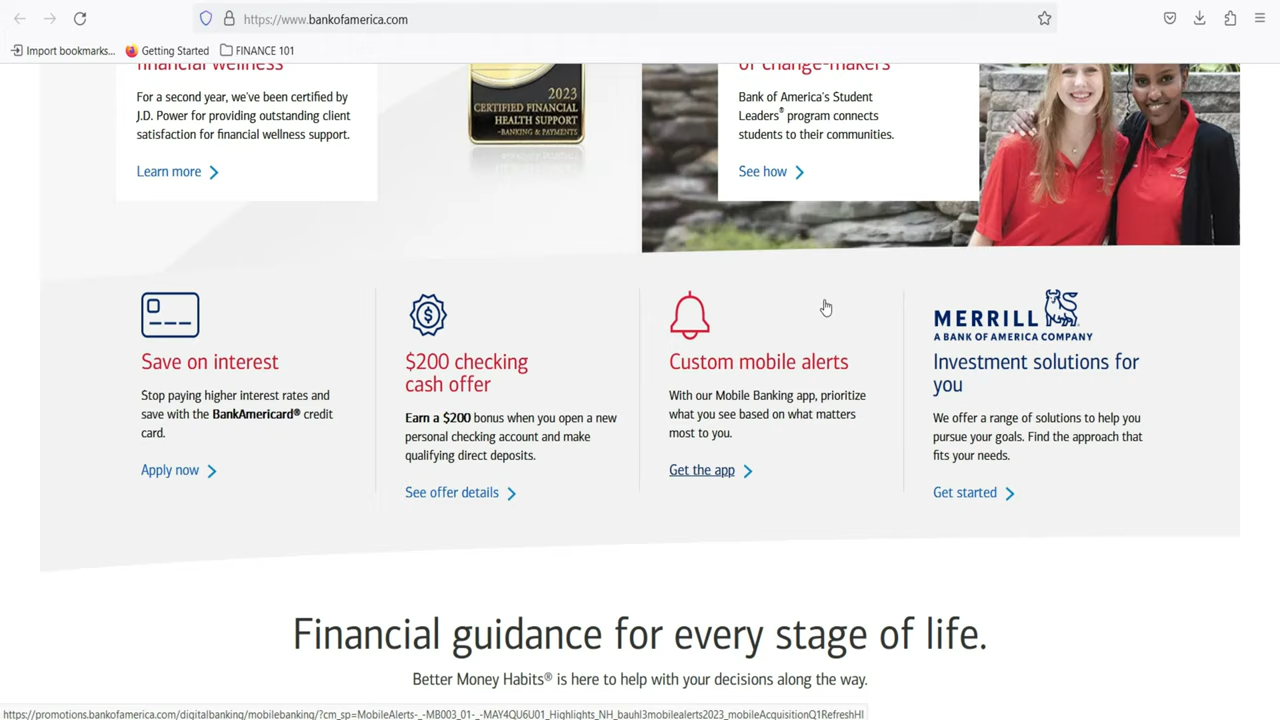 https://www.bankofamerica.com
Import bookmarks...
Getting Started
FINANCE 101
financial wellness
For a second year, we've been certified by
J.D. Power for providing outstanding client
satisfaction for financial wellness support.
Learn more
2023
CERTIFIED FINANCIAL
HEALTH SUPPORT
-BANKING & PAYMENTS
of change-makers
Bank of America's Student
Leaders® program connects
students to their communities.
See how
Save on interest
Stop paying higher interest rates and
save with the BankAmericard® credit
card.
Apply now
$200 checking
cash offer
Earn a $200 bonus when you open a new
personal checking account and make
qualifying direct deposits.
See offer details
Custom mobile alerts
With our Mobile Banking app, prioritize
what you see based on what matters
most to you.
Get the app
MERRILL
A BANK OF AMERICA COMPANY
Investment solutions for
you
We offer a range of solutions to help you
pursue your goals. Find the approach that
fits your needs.
Get started
Financial guidance for every stage of life.
Better Money Habits® is here to help with your decisions along the way.
https://promotions.bankofamerica.com/digitalbanking/mobilebanking/?cm_sp=MobileAlerts-_-MB003_01-_-MAY4QU6U01_Highlights_NH_bauhl3mobilealerts2023_mobileAcquisitionQ1RefreshHI